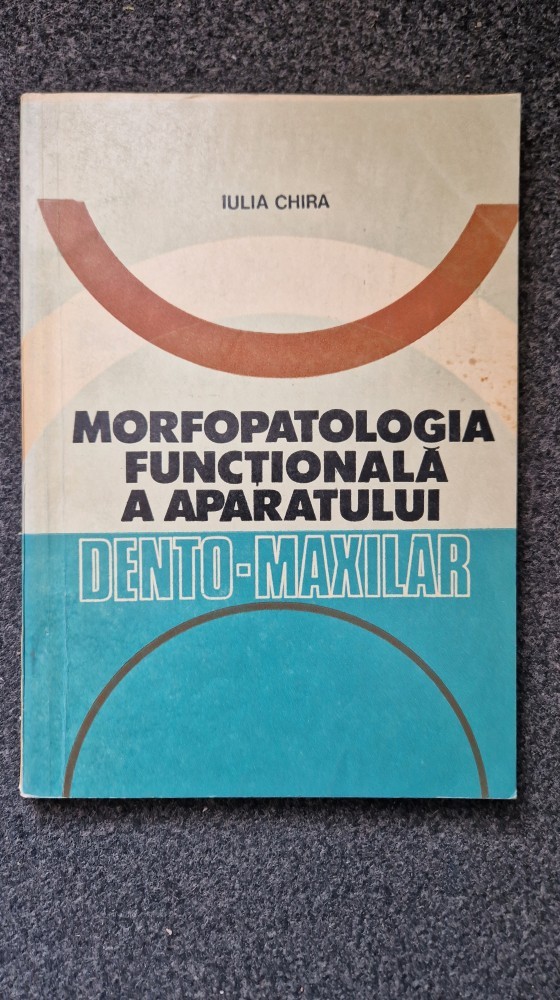 IULIA CHIRA
MORFOPATOLOGIA
FUNCȚIONALĂ
A APARATULUI
DENTO-MAXILAR